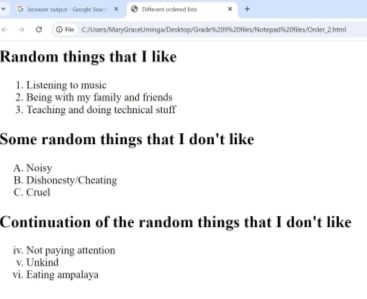 browser output - Google Sear
Different ordered lists
File C:/Users/MaryGraceUminga/Desktop/Grade%209%20files/Notepad%20files/Order_2.html
Random things that I like
1. Listening to music
2. Being with my family and friends
3. Teaching and doing technical stuff
Some random things that I don't like
A. Noisy
B. Dishonesty/Cheating
C. Cruel
Continuation of the random things that I don't like
iv. Not paying attention
v. Unkind
vi. Eating ampalaya